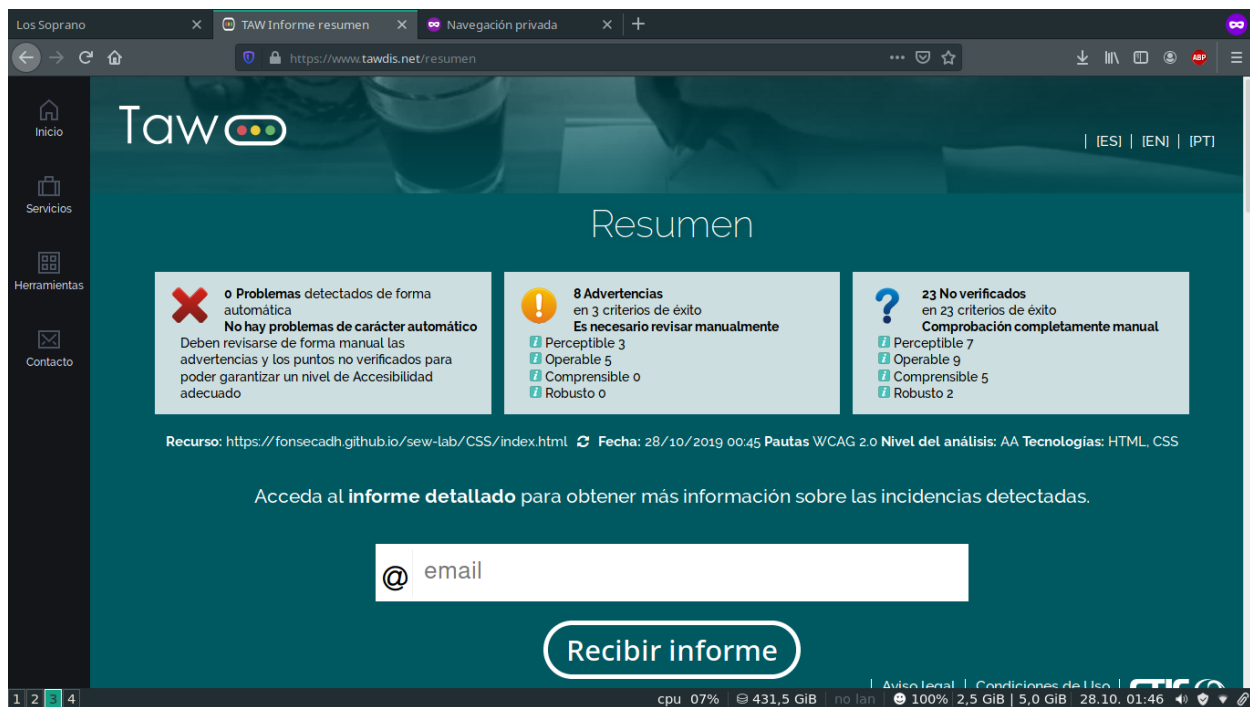 Los Soprano
TAW Informe resumen
Navegación privada
https://www.tawdis.net/resumen
ABP
Inicio
Servicios
Herramientas
Contacto
Taw
| [ES] | [EN] | [PT]
Resumen
0 Problemas detectados de forma
automática
No hay problemas de carácter automático
Deben revisarse de forma manual las
advertencias y los puntos no verificados para
poder garantizar un nivel de Accesibilidad
adecuado
8 Advertencias
en 3 criterios de éxito
Es necesario revisar manualmente
Perceptible 3
Operable 5
Comprensible 0
Robusto 0
23 No verificados
en 23 criterios de éxito
Comprobación completamente manual
Perceptible 7
Operable 9
Comprensible 5
Robusto 2
Recurso: https://fonsecadh.github.io/sew-lab/CSS/index.html Fecha: 28/10/2019 00:45 Pautas WCAG 2.0 Nivel del análisis: AA Tecnologías: HTML, CSS
Acceda al informe detallado para obtener más información sobre las incidencias detectadas.
@ email
Recibir informe
| Aviso legal | Condiciones de Uso |
1 2 3 4
cpu 07% 431,5 GiB no lan 100% 2,5 GiB | 5,0 GiB 28.10. 01:46